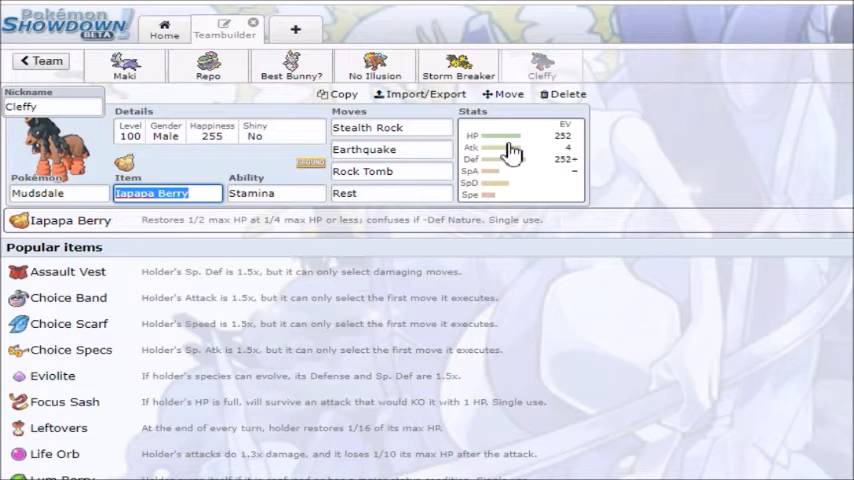 Pokémon
SHOWDOWN!
BETA
Home
Teambuilder
+
< Team
Maki
Repo
Best Bunny?
No Illusion
Storm Breaker
Cleffy
Copy
Import/Export
Move
Delete
Nickname
Cleffy
Details
Level
100
Gender
Male
Happiness
255
Shiny
No
GROUND
Pokémon
Mudsdale
Item
Iapapa Berry
Ability
Stamina
Moves
Stealth Rock
Earthquake
Rock Tomb
Rest
Stats
EV
HP 252
Atk 4
Def 252+
SpA −
SpD
Spe
Iapapa Berry Restores 1/2 max HP at 1/4 max HP or less; confuses if -Def Nature. Single use.
Popular items
Assault Vest Holder's Sp. Def is 1.5x, but it can only select damaging moves.
Choice Band Holder's Attack is 1.5x, but it can only select the first move it executes.
Choice Scarf Holder's Speed is 1.5x, but it can only select the first move it executes.
Choice Specs Holder's Sp. Atk is 1.5x, but it can only select the first move it executes.
Eviolite If holder's species can evolve, its Defense and Sp. Def are 1.5x.
Focus Sash If holder's HP is full, will survive an attack that would KO it with 1 HP. Single use.
Leftovers At the end of every turn, holder restores 1/16 of its max HP.
Life Orb Holder's attacks do 1.3x damage, and it loses 1/10 its max HP after the attack.
Lum Berry